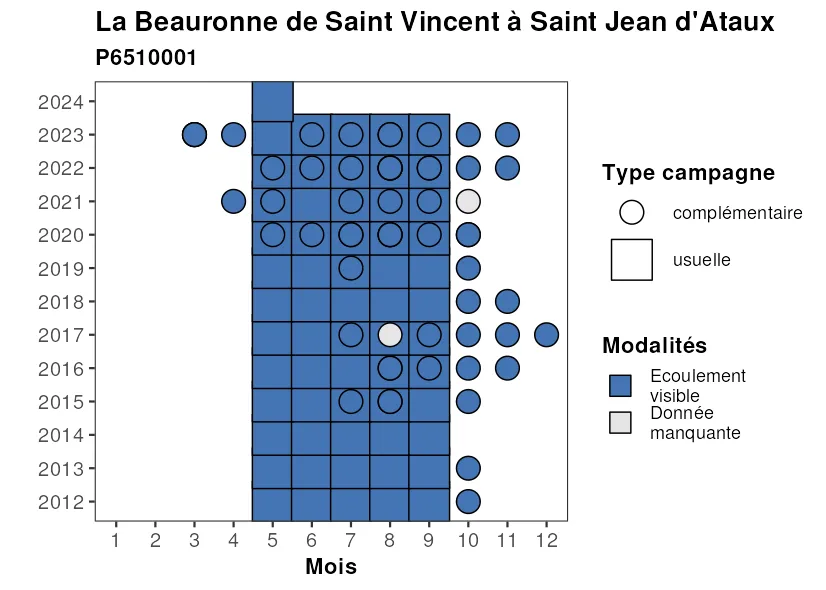 La Beauronne de Saint Vincent à Saint Jean d'Ataux
P6510001
2024
2023
2022
2021
2020
2019
2018
2017
2016
2015
2014
2013
2012
1 2 3 4 5 6 7 8 9 10 11 12
Mois
Type campagne
complémentaire
usuelle
Modalités
Ecoulement
visible
Donnée
manquante